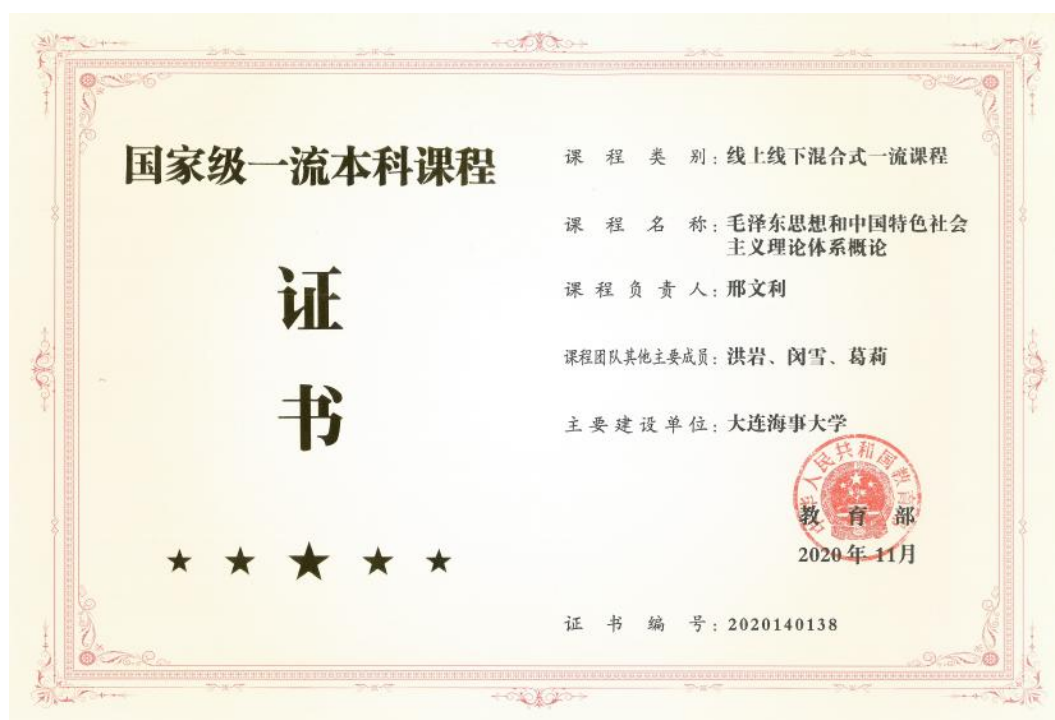 国家级一流本科课程
证
书
课程类别：线上线下混合式一流课程
课程名称：毛泽东思想和中国特色社会
主义理论体系概论
课程负责人：邢文利
课程团队其他主要成员：洪岩、闵雪、葛莉
主要建设单位：大连海事大学
中华人民共和国教育部
教育部
2020年11月
证书编号：2020140138